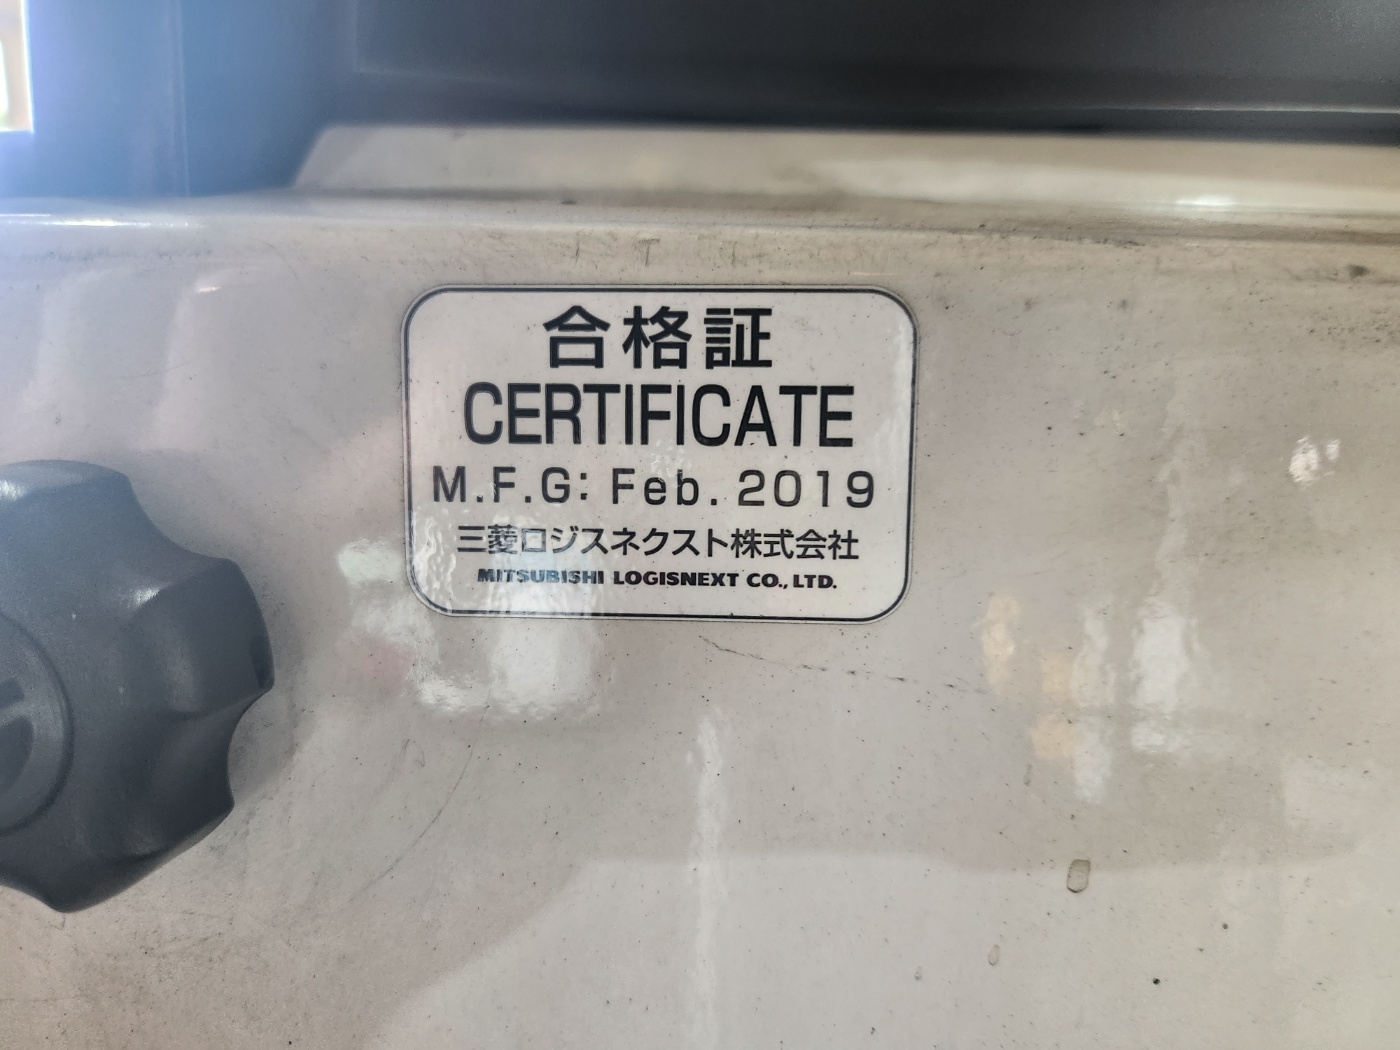 合格証
CERTIFICATE
M.F.G: Feb. 2019
三菱ロジスネクスト株式会社
MITSUBISHI LOGISNEXT CO., LTD.